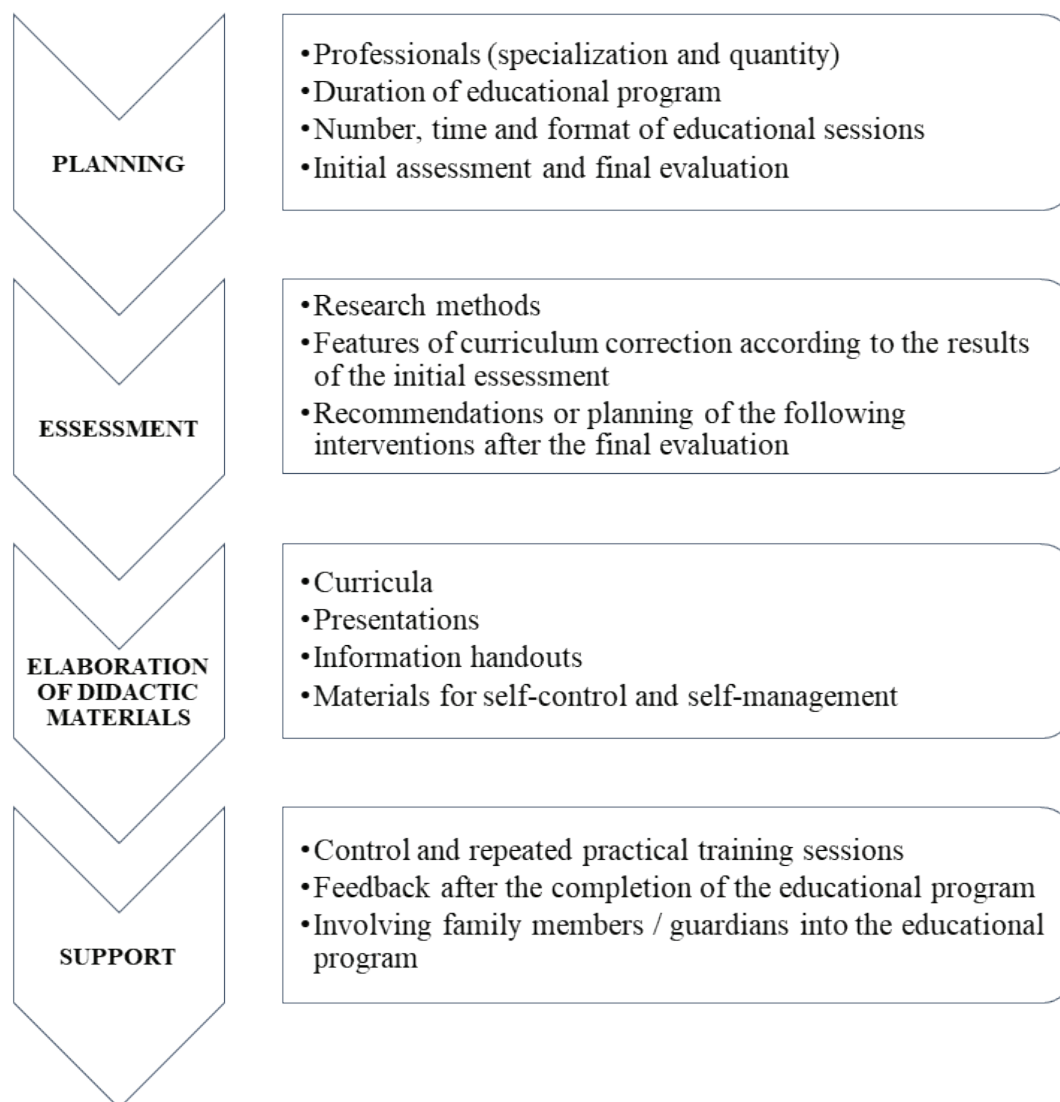 PLANNING
•Professionals (specialization and quantity)
•Duration of educational program
•Number, time and format of educational sessions
•Initial assessment and final evaluation
ESSESSMENT
•Research methods
•Features of curriculum correction according to the results
of the initial essessment
•Recommendations or planning of the following
interventions after the final evaluation
ELABORATION
OF DIDACTIC
MATERIALS
•Curricula
•Presentations
•Information handouts
•Materials for self-control and self-management
SUPPORT
•Control and repeated practical training sessions
•Feedback after the completion of the educational program
•Involving family members / guardians into the educational
program